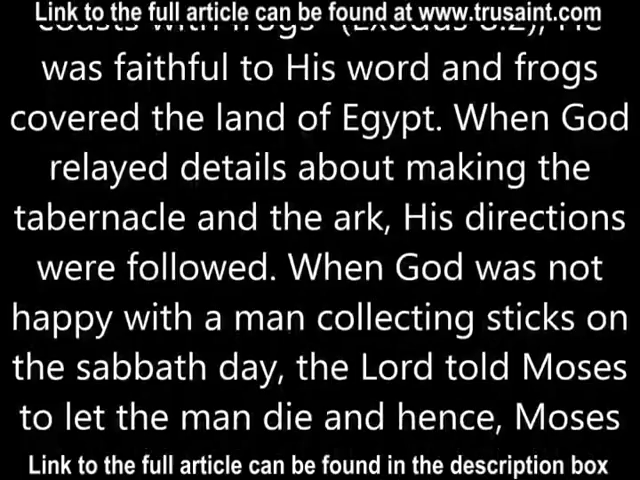 Link to the full article can be found at www.trusaint.com
coasts with frogs" (Exodus 8:2), He
was faithful to His word and frogs
covered the land of Egypt. When God
relayed details about making the
tabernacle and the ark, His directions
were followed. When God was not
happy with a man collecting sticks on
the sabbath day, the Lord told Moses
to let the man die and hence, Moses
Link to the full article can be found in the description box